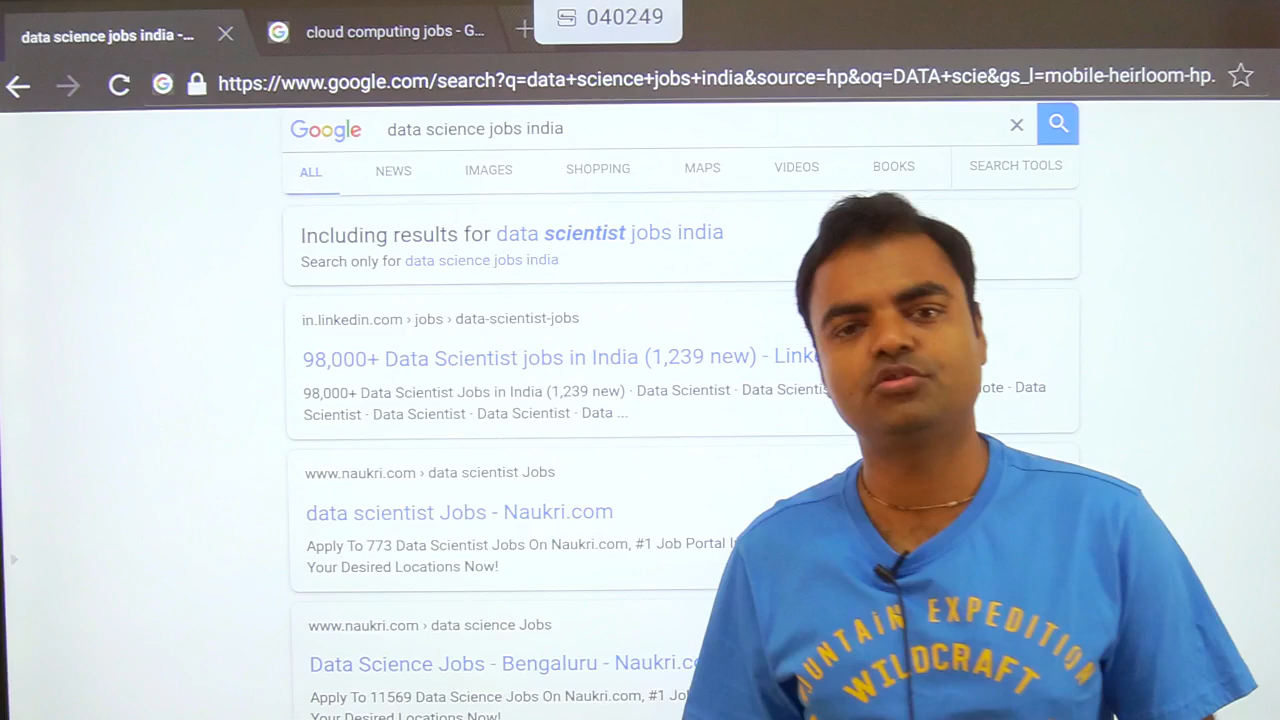 data science jobs india -...
cloud computing jobs - G...
040249
https://www.google.com/search?q=data+science+jobs+india&source=hp&oq=DATA+scie&gs_l=mobile-heirloom-hp.
Google
data science jobs india
ALL NEWS IMAGES SHOPPING MAPS VIDEOS BOOKS SEARCH TOOLS
Including results for data scientist jobs india
Search only for data science jobs india
in.linkedin.com › jobs › data-scientist-jobs
98,000+ Data Scientist jobs in India (1,239 new) - Link
98,000+ Data Scientist Jobs in India (1,239 new) · Data Scientist · Data Scientis ote · Data
Scientist · Data Scientist · Data Scientist · Data ...
www.naukri.com › data scientist Jobs
data scientist Jobs - Naukri.com
Apply To 773 Data Scientist Jobs On Naukri.com, #1 Job Portal
Your Desired Locations Now!
www.naukri.com › data science Jobs
Data Science Jobs - Bengaluru - Naukri.c
Apply To 11569 Data Science Jobs On Naukri.com, #1 Jo
Your Desired Locations Now!
MOUNTAIN EXPEDITION
WILDCRAFT